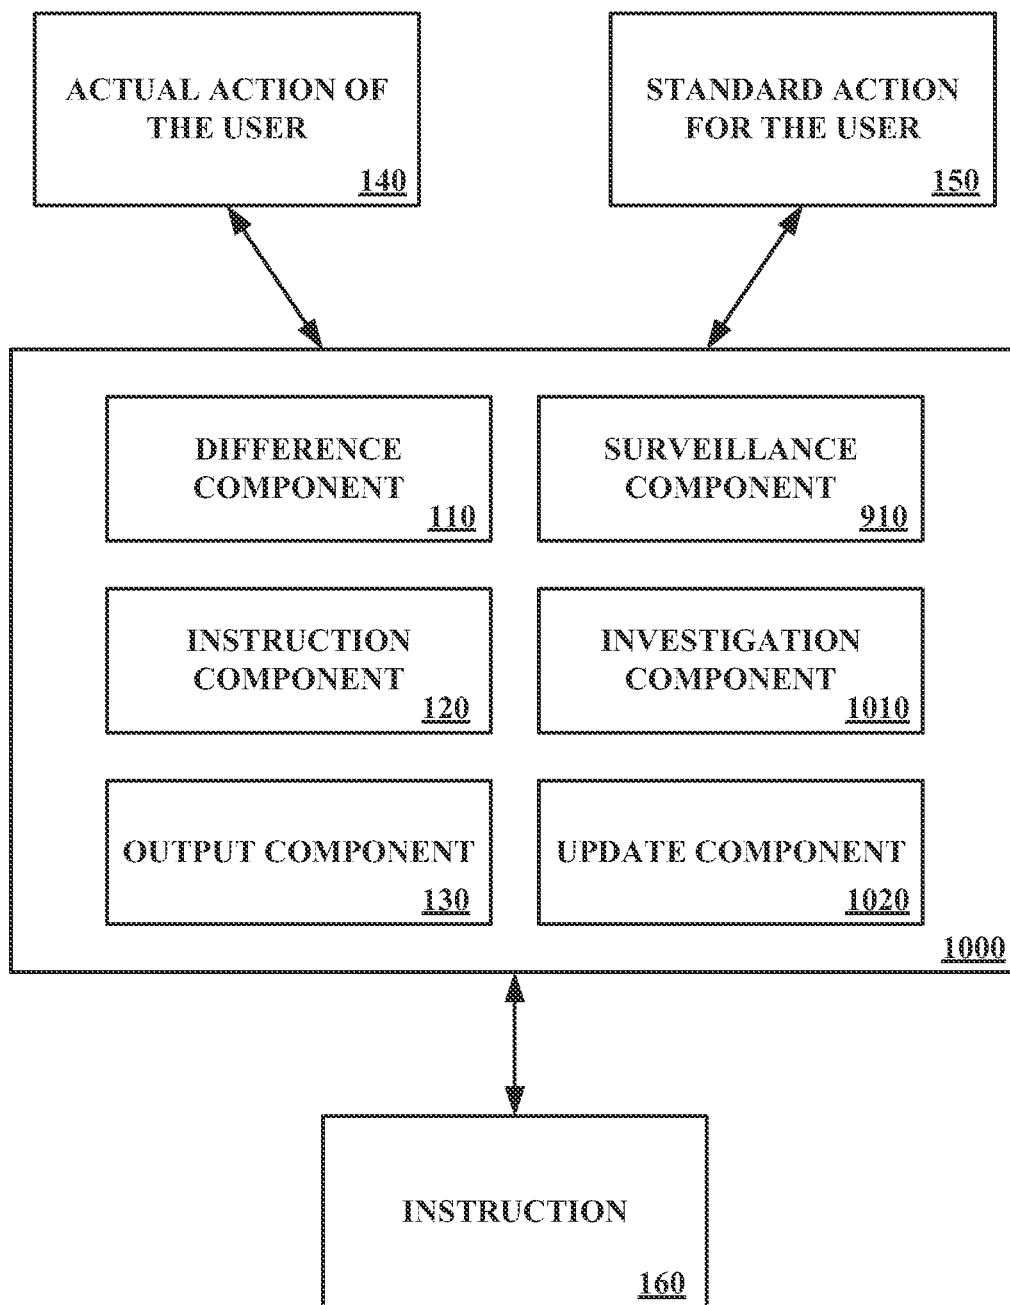 ACTUAL ACTION OF
THE USER
140
STANDARD ACTION
FOR THE USER
150
DIFFERENCE
COMPONENT
110
SURVEILLANCE
COMPONENT
910
INSTRUCTION
COMPONENT
120
INVESTIGATION
COMPONENT
1010
OUTPUT COMPONENT
130
UPDATE COMPONENT
1020
1000
INSTRUCTION
160